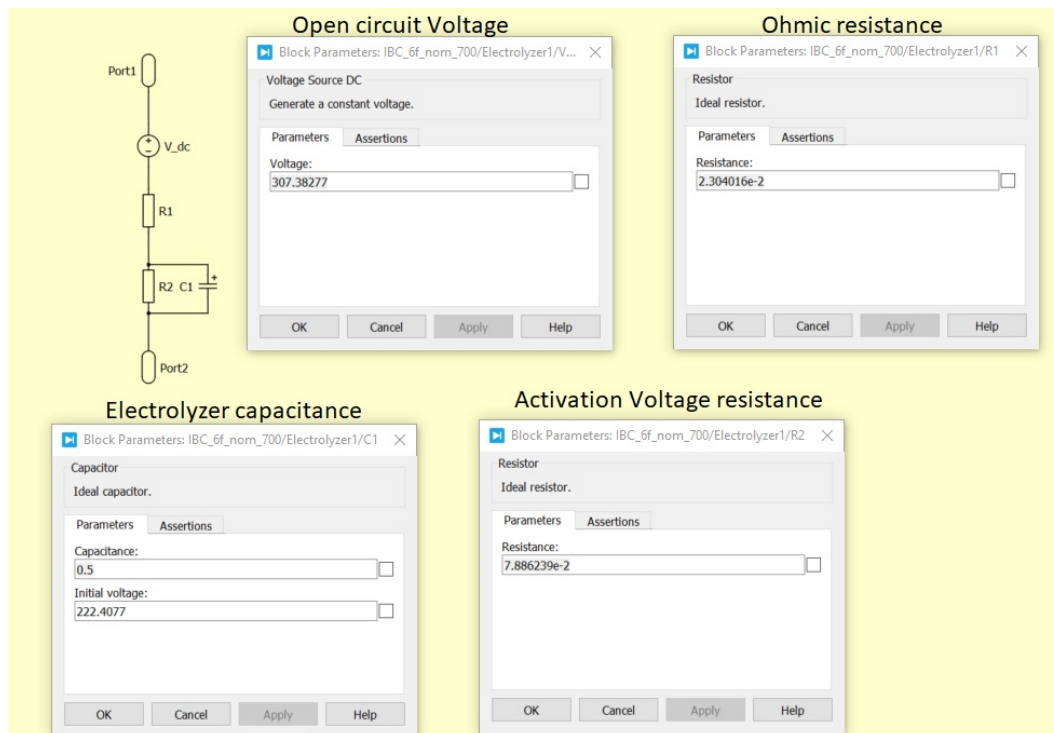 Open circuit Voltage
Block Parameters: IBC_6f_nom_700/Electrolyzer1/V...
Voltage Source DC
Generate a constant voltage.
Parameters Assertions
Voltage:
307.38277
OK Cancel Apply Help
Ohmic resistance
Block Parameters: IBC_6f_nom_700/Electrolyzer1/R1
Resistor
Ideal resistor.
Parameters Assertions
Resistance:
2.304016e-2
OK Cancel Apply Help
Port1
V_dc
R1
R2 C1
Port2
Electrolyzer capacitance
Block Parameters: IBC_6f_nom_700/Electrolyzer1/C1
Capacitor
Ideal capacitor.
Parameters Assertions
Capacitance:
0.5
Initial voltage:
222.4077
OK Cancel Apply Help
Activation Voltage resistance
Block Parameters: IBC_6f_nom_700/Electrolyzer1/R2
Resistor
Ideal resistor.
Parameters Assertions
Resistance:
7.886239e-2
OK Cancel Apply Help